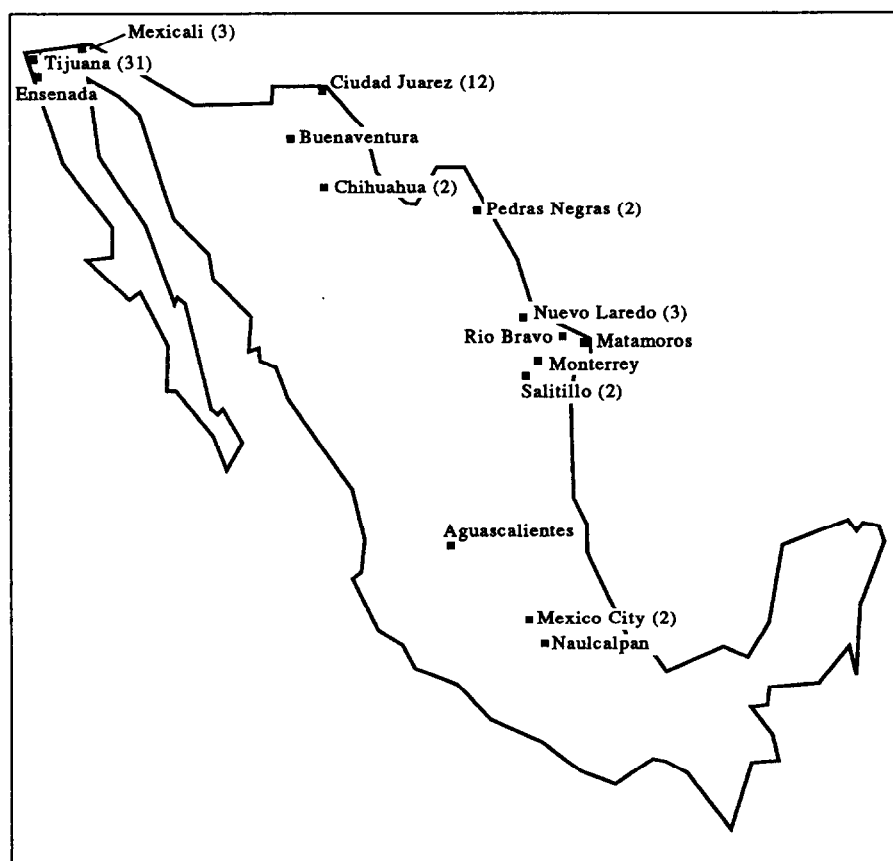 Mexicali (3)
Tijuana (31)
Ensenada
Ciudad Juarez (12)
Buenaventura
Chihuahua (2)
Pedras Negras (2)
Nuevo Laredo (3)
Rio Bravo
Matamoros
Monterrey
Salitillo (2)
Aguascalientes
Mexico City (2)
Naulcalpan